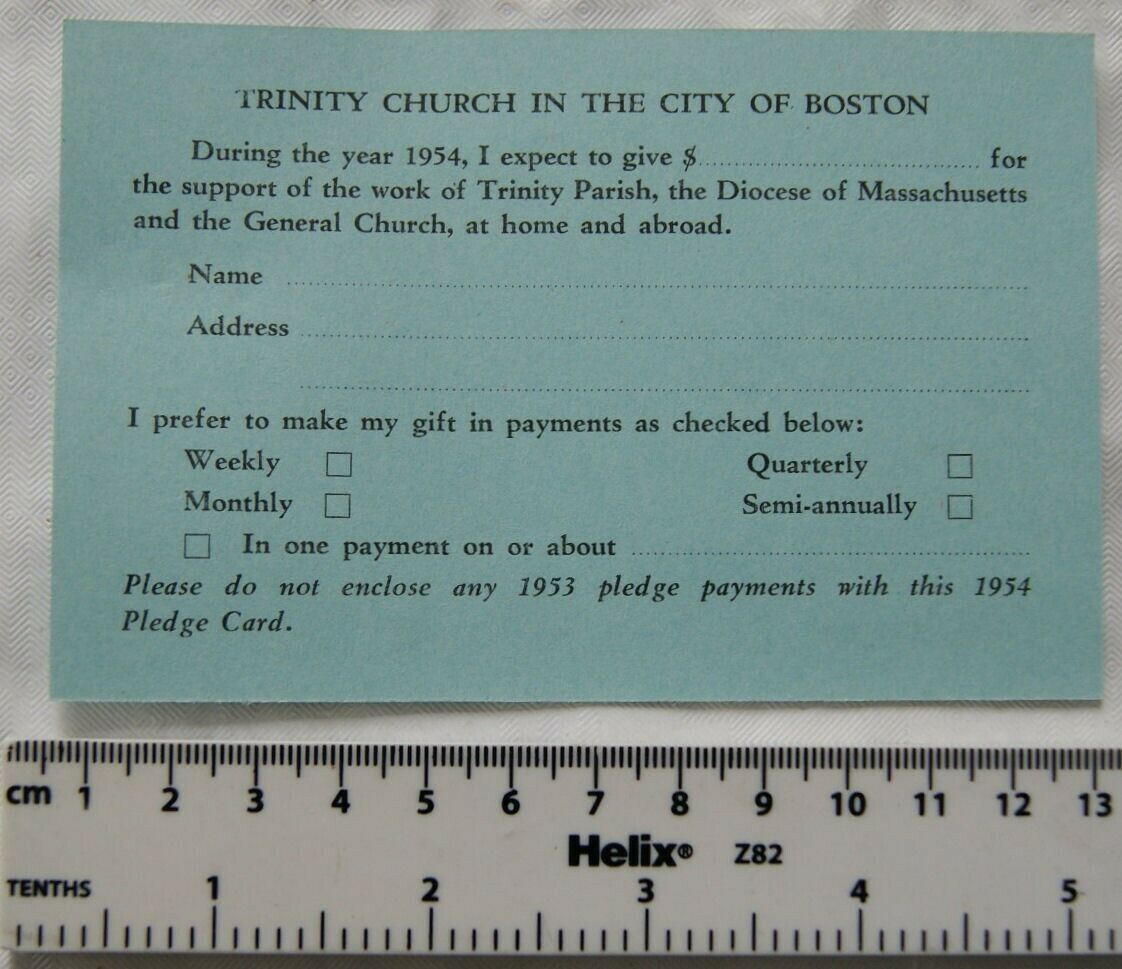 TRINITY CHURCH IN THE CITY OF BOSTON
During the year 1954, I expect to give $.............................. for
the support of the work of Trinity Parish, the Diocese of Massachusetts
and the General Church, at home and abroad.
Name ..............................
Address ..............................
..............................
I prefer to make my gift in payments as checked below:
Weekly ☐ Quarterly ☐
Monthly ☐ Semi-annually ☐
☐ In one payment on or about ..............................
Please do not enclose any 1953 pledge payments with this 1954
Pledge Card.
cm 1 2 3 4 5 6 7 8 9 10 11 12 13
Helix® Z82
TENTHS 1 2 3 4 5